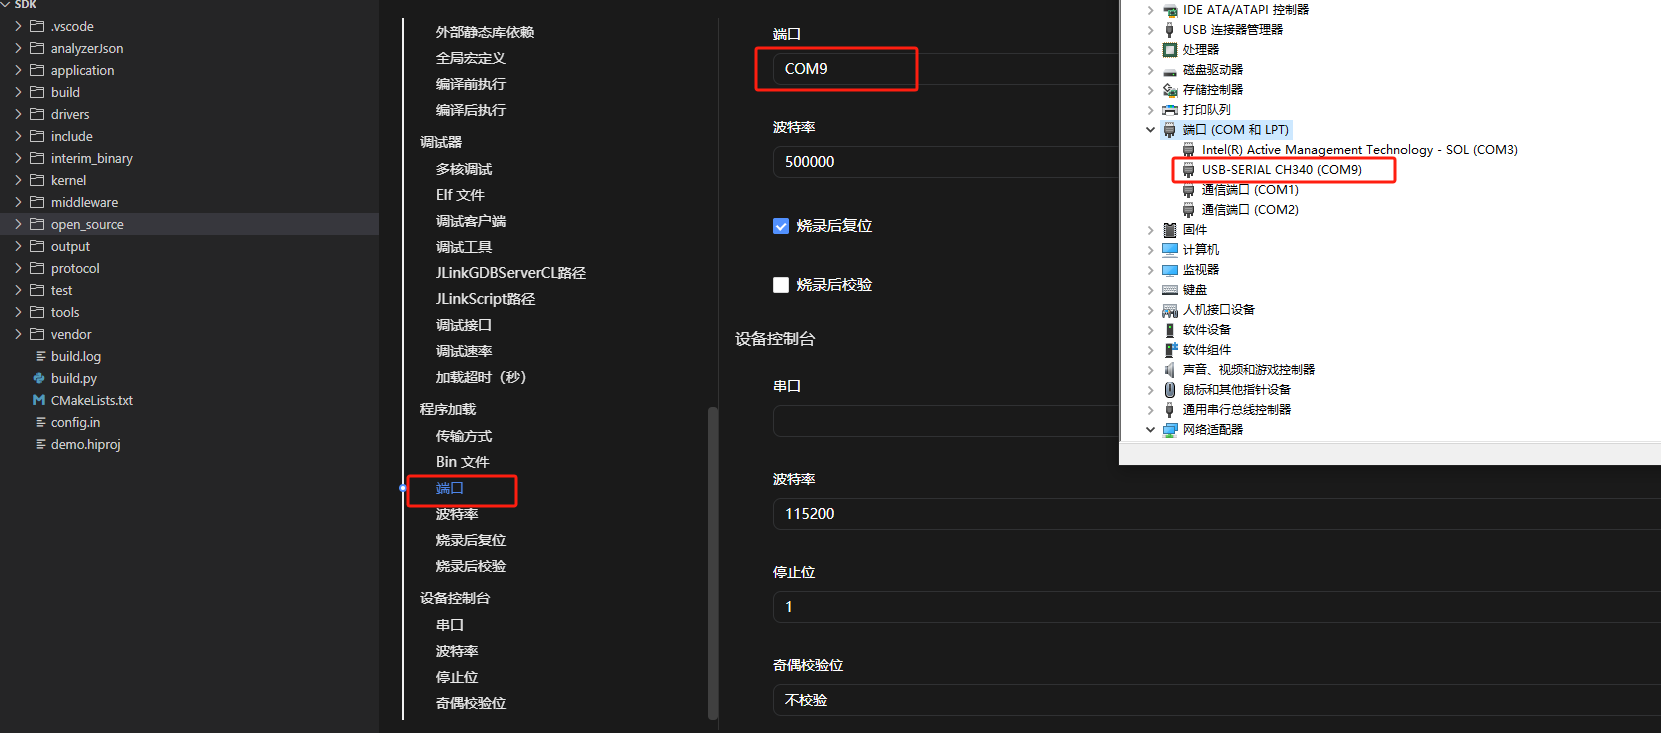 SDK
.vscode
analyzerJson
application
build
drivers
include
interim_binary
kernel
middleware
open_source
output
protocol
test
tools
vendor
build.log
build.py
CMakeLists.txt
config.in
demo.hiproj
外部静态库依赖
全局宏定义
编译前执行
编译后执行
调试器
多核调试
Elf 文件
调试客户端
调试工具
JLinkGDBServerCL路径
JLinkScript路径
调试接口
调试速率
加载超时（秒）
程序加载
传输方式
Bin 文件
端口
波特率
烧录后复位
烧录后校验
设备控制台
串口
波特率
停止位
奇偶校验位
端口
COM9
波特率
500000
烧录后复位
烧录后校验
设备控制台
串口
波特率
115200
停止位
1
奇偶校验位
不校验
IDE ATA/ATAPI 控制器
USB 连接器管理器
处理器
磁盘驱动器
存储控制器
打印队列
端口 (COM 和 LPT)
Intel(R) Active Management Technology - SOL (COM3)
USB-SERIAL CH340 (COM9)
通信端口 (COM1)
通信端口 (COM2)
固件
计算机
监视器
键盘
人机接口设备
软件设备
软件组件
声音、视频和游戏控制器
鼠标和其他指针设备
通用串行总线控制器
网络适配器